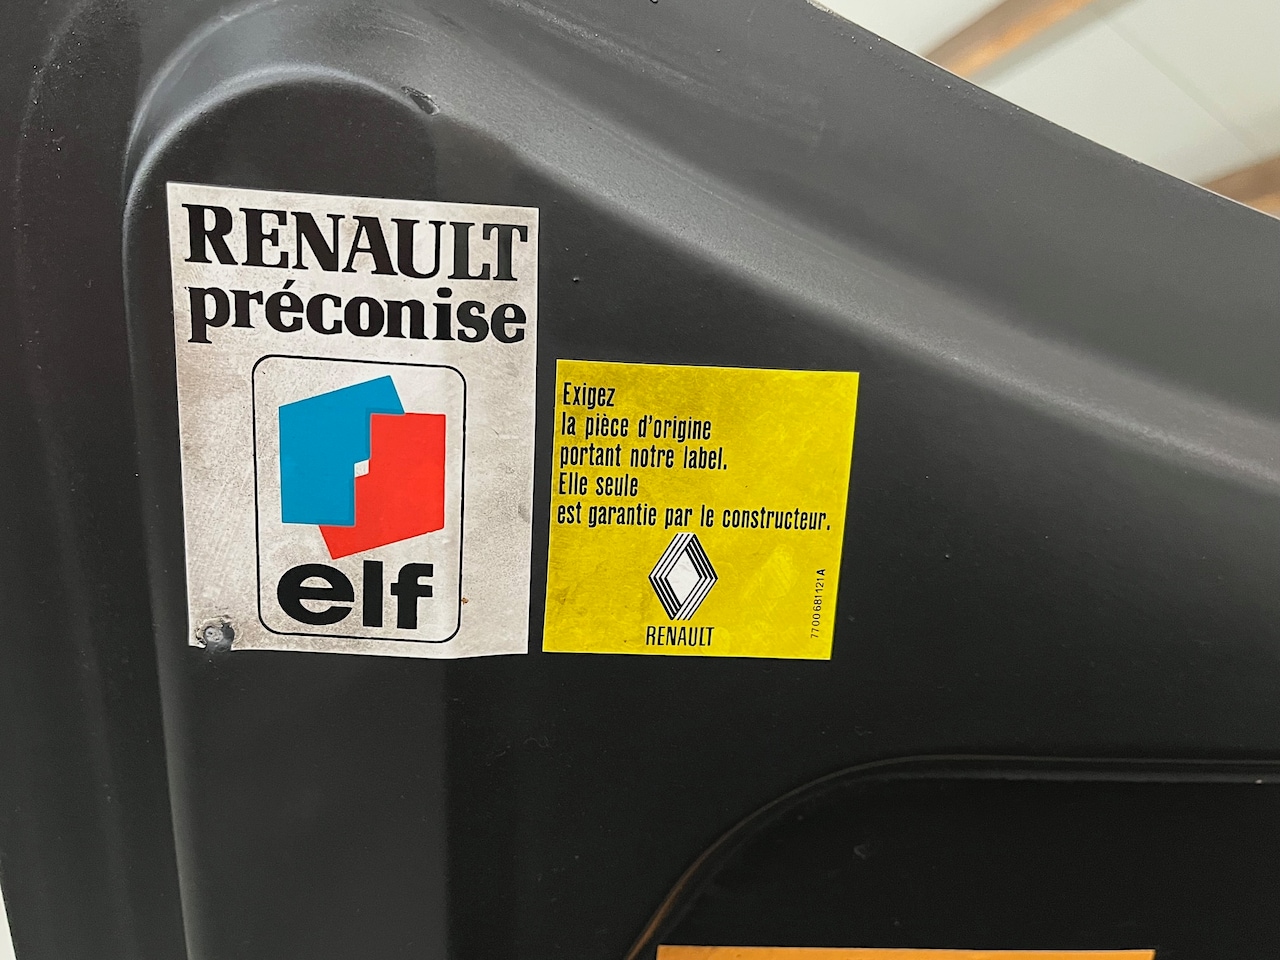 RENAULT
préconise
elf
Exigez
la pièce d'origine
portant notre label.
Elle seule
est garantie par le constructeur.
RENAULT
7700681121A